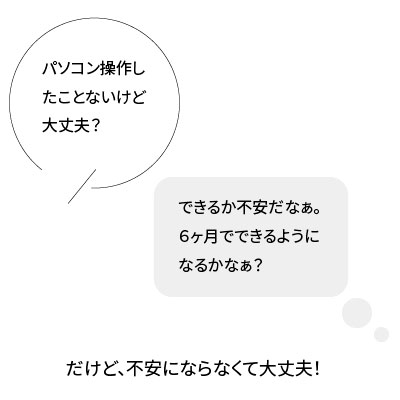 パソコン操作し
たことないけど
大丈夫？
できるか不安だなぁ。
６ヶ月でできるように
なるかなぁ？
だけど、不安にならなくて大丈夫！